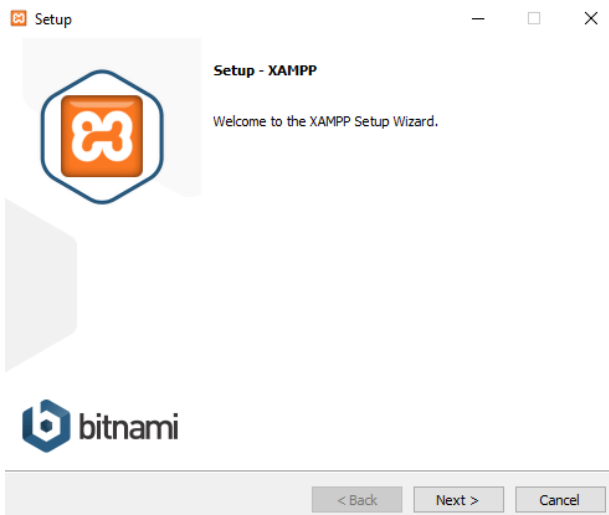 Setup
Setup - XAMPP
Welcome to the XAMPP Setup Wizard.
bitnami
< Back Next > Cancel